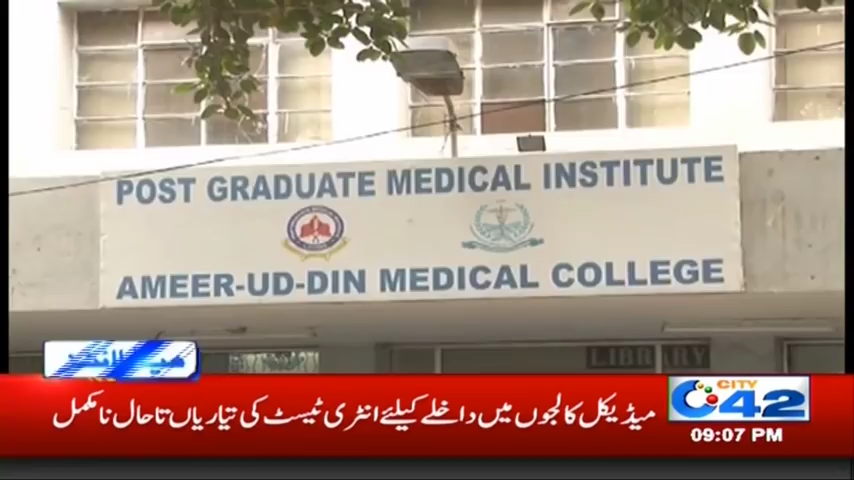 POST GRADUATE MEDICAL INSTITUTE
AMEER-UD-DIN MEDICAL COLLEGE
LIBRARY
میڈیکل کالجوں میں داخلے کیلئے انٹری ٹیسٹ کی تیاریاں تاحال نامکمل
CITY
42
09:07 PM